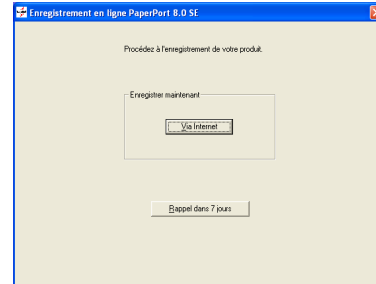 Enregistrement en ligne PaperPort 8.0 SE
Procédez à l'enregistrement de votre produit.
Enregistrer maintenant
Via Internet
Rappel dans 7 jours